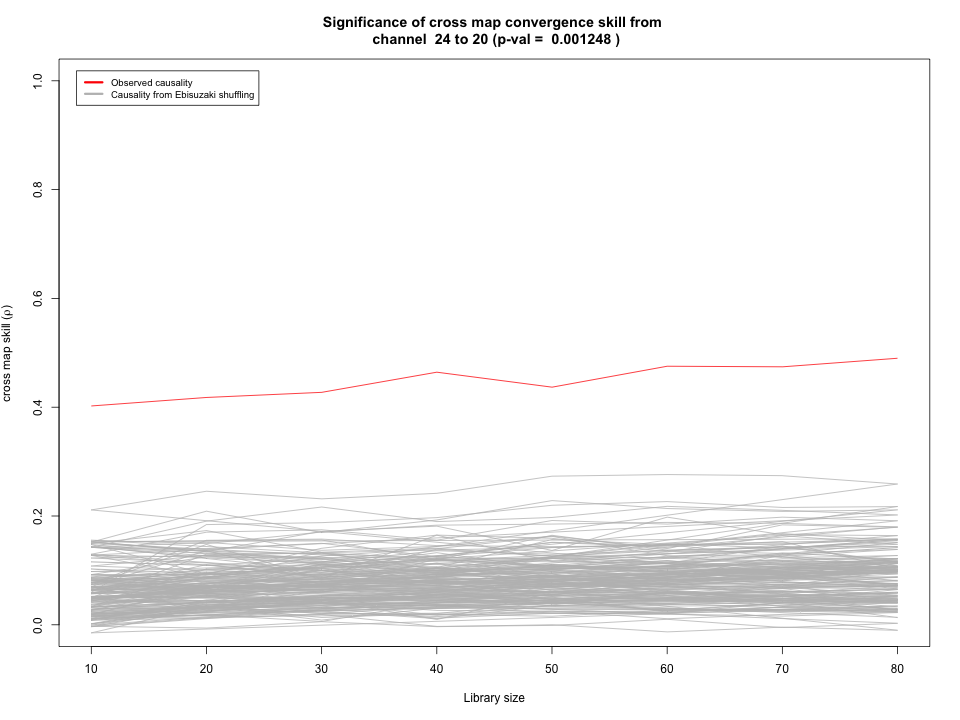 Significance of cross map convergence skill from
channel  24 to 20 (p-val =  0.001248 )
Observed causality
Causality from Ebisuzaki shuffling
1.0
0.8
0.6
0.4
0.2
0.0
cross map skill (ρ)
10 20 30 40 50 60 70 80
Library size